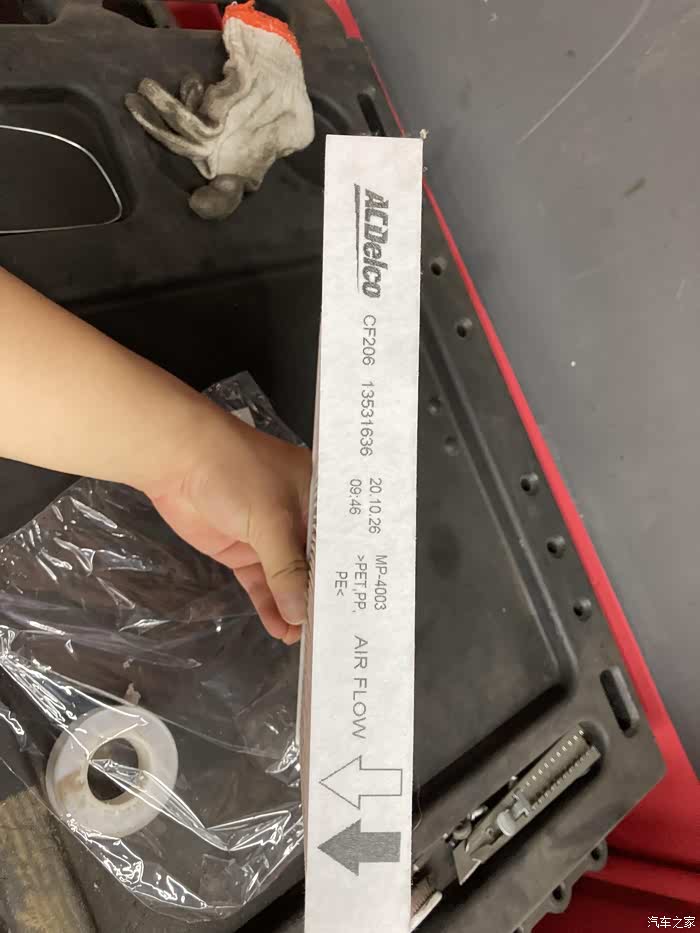 ACDelco CF206 13531636
20.10.26
09:46
MP-4003
>PET,PP,
PE<
AIR FLOW
汽车之家